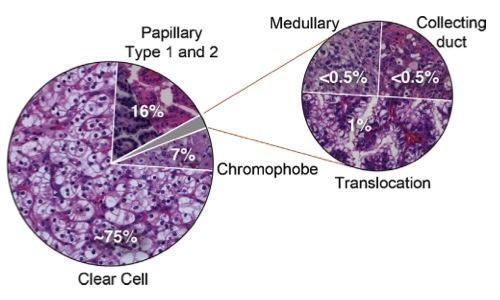 Papillary
Type 1 and 2
16%
7%
Chromophobe
~75%
Clear Cell
Medullary
Collecting
duct
<0.5%
<0.5%
1%
Translocation